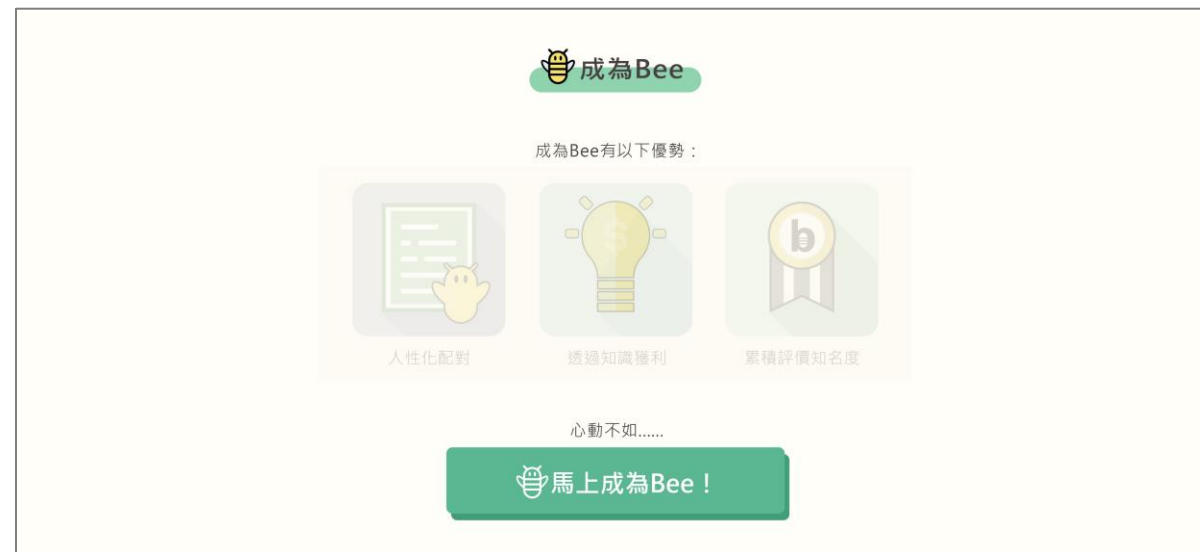 成為Bee
成為Bee有以下優勢：
$
b
人性化配對
透過知識獲利
累積評價知名度
心動不如......
馬上成為Bee！